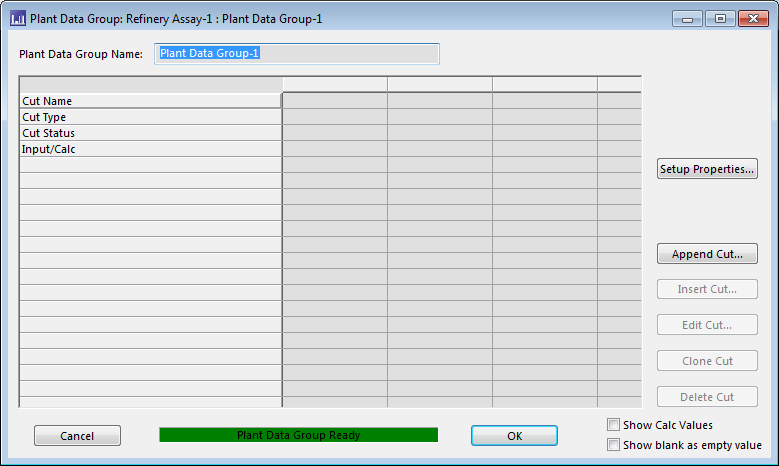 Plant Data Group: Refinery Assay-1 : Plant Data Group-1
Plant Data Group Name: Plant Data Group-1
Cut Name
Cut Type
Cut Status
Input/Calc
Setup Properties...
Append Cut...
Insert Cut...
Edit Cut...
Clone Cut
Delete Cut
Cancel
Plant Data Group Ready
OK
Show Calc Values
Show blank as empty value